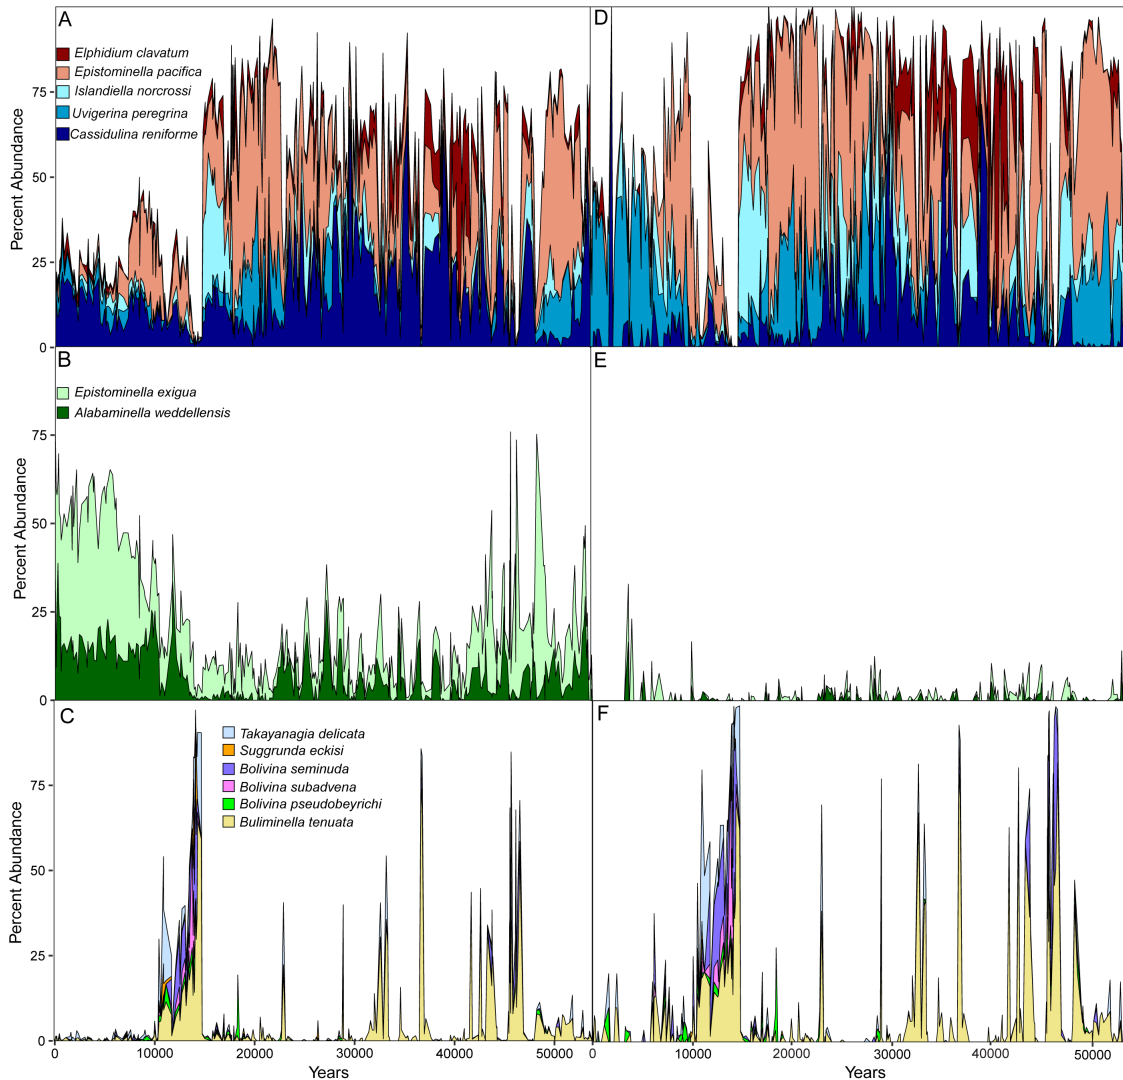 A
D
Elphidium clavatum
Epistominella pacifica
Islandiella norcrossi
Uvigerina peregrina
Cassidulina reniforme
75
50
25
0
Percent Abundance
B
E
Epistominella exigua
Alabaminella weddellensis
75
50
25
0
Percent Abundance
C
F
Takayanagia delicata
Suggrunda eckisi
Bolivina seminuda
Bolivina subadvena
Bolivina pseudobeyrichi
Buliminella tenuata
75
50
25
0
Percent Abundance
0 10000 20000 30000 40000 50000 0 10000 20000 30000 40000 50000
Years Years